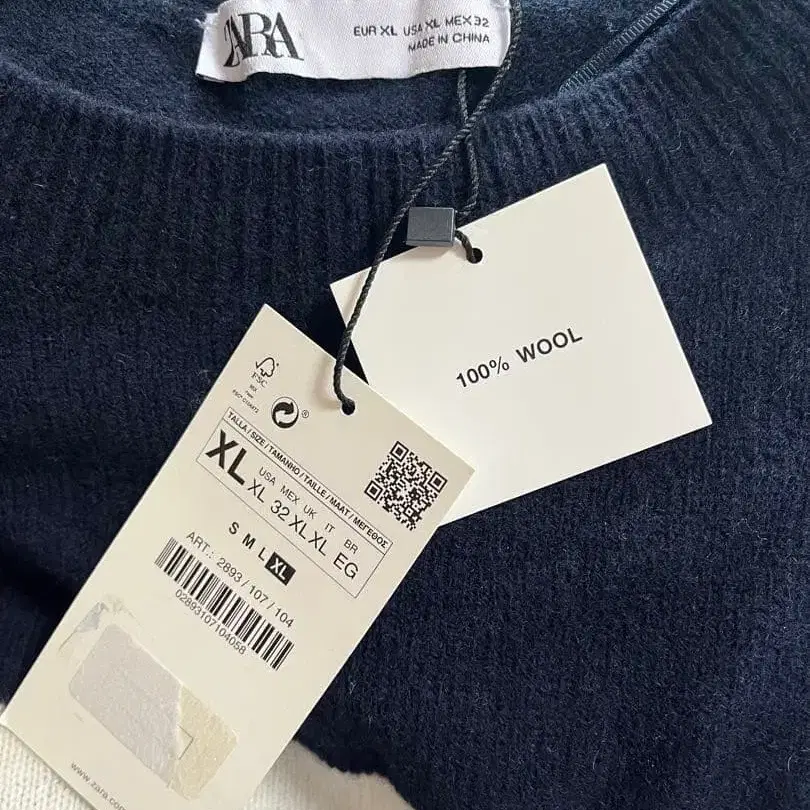 ZARA
EUR XL USA XL MEX 32
MADE IN CHINA
100% WOOL
FSC
MIX
TALLA / SIZE / TAMANHO / TAILLE / MAAT / ΜΕΓΕΘΟΣ
XL
USA MEX UK IT BR
XL 32 XL XL EG
S M L XL
ART.: 2893 / 107 / 104
02893107104058
www.zara.com